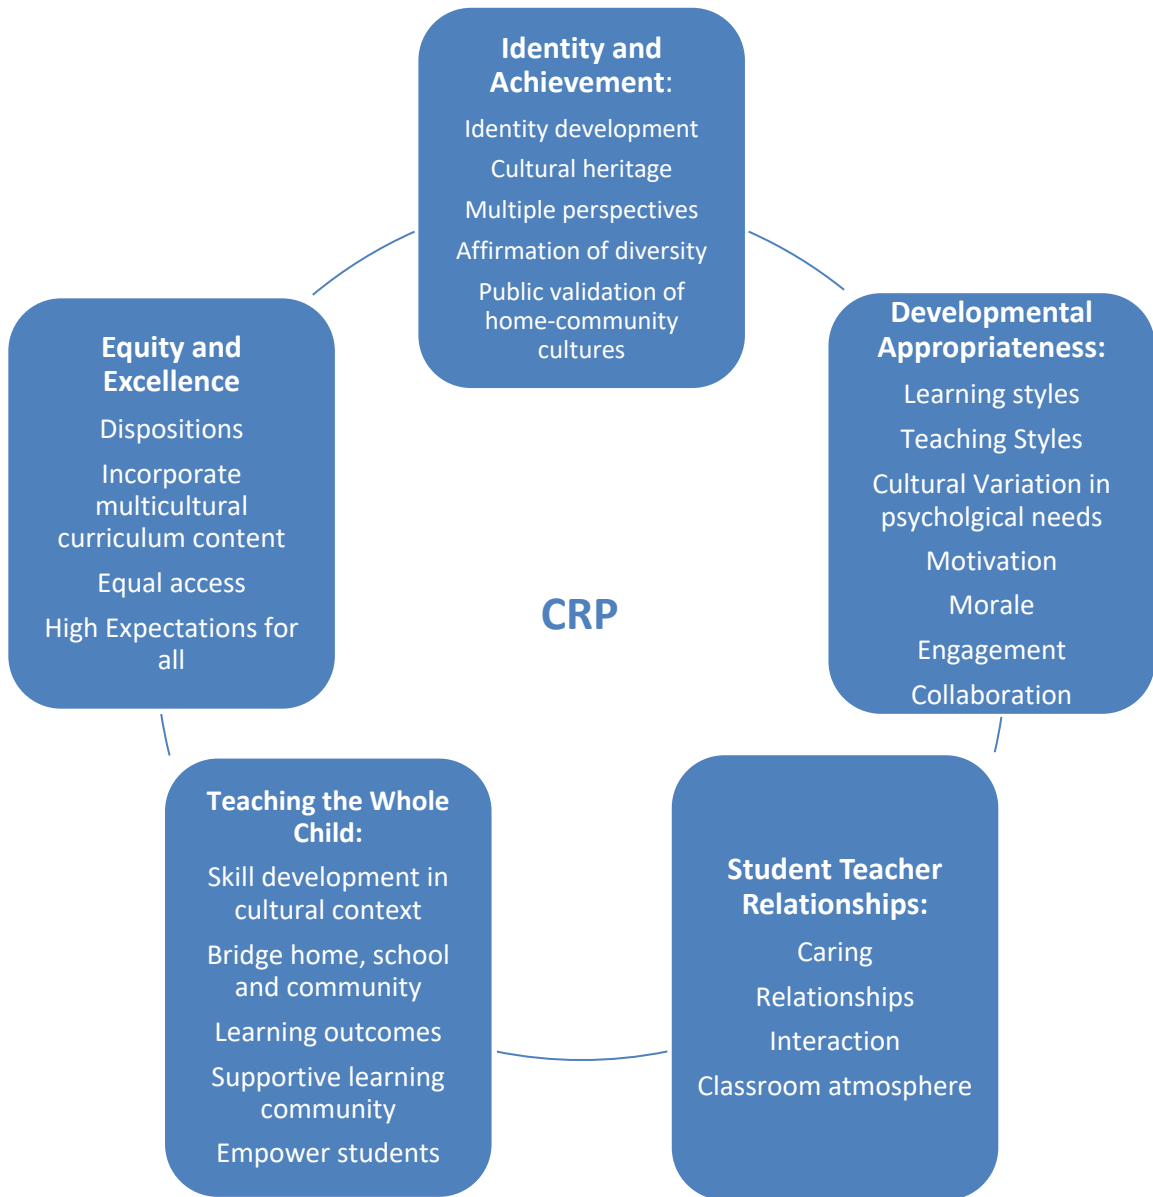 Identity and
Achievement:
Identity development
Cultural heritage
Multiple perspectives
Affirmation of diversity
Public validation of
home-community
cultures
Developmental
Appropriateness:
Learning styles
Teaching Styles
Cultural Variation in
psycholgical needs
Motivation
Morale
Engagement
Collaboration
Student Teacher
Relationships:
Caring
Relationships
Interaction
Classroom atmosphere
Teaching the Whole
Child:
Skill development in
cultural context
Bridge home, school
and community
Learning outcomes
Supportive learning
community
Empower students
Equity and
Excellence
Dispositions
Incorporate
multicultural
curriculum content
Equal access
High Expectations for
all
CRP